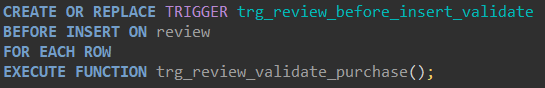 CREATE OR REPLACE TRIGGER trg_review_before_insert_validate
BEFORE INSERT ON review
FOR EACH ROW
EXECUTE FUNCTION trg_review_validate_purchase();